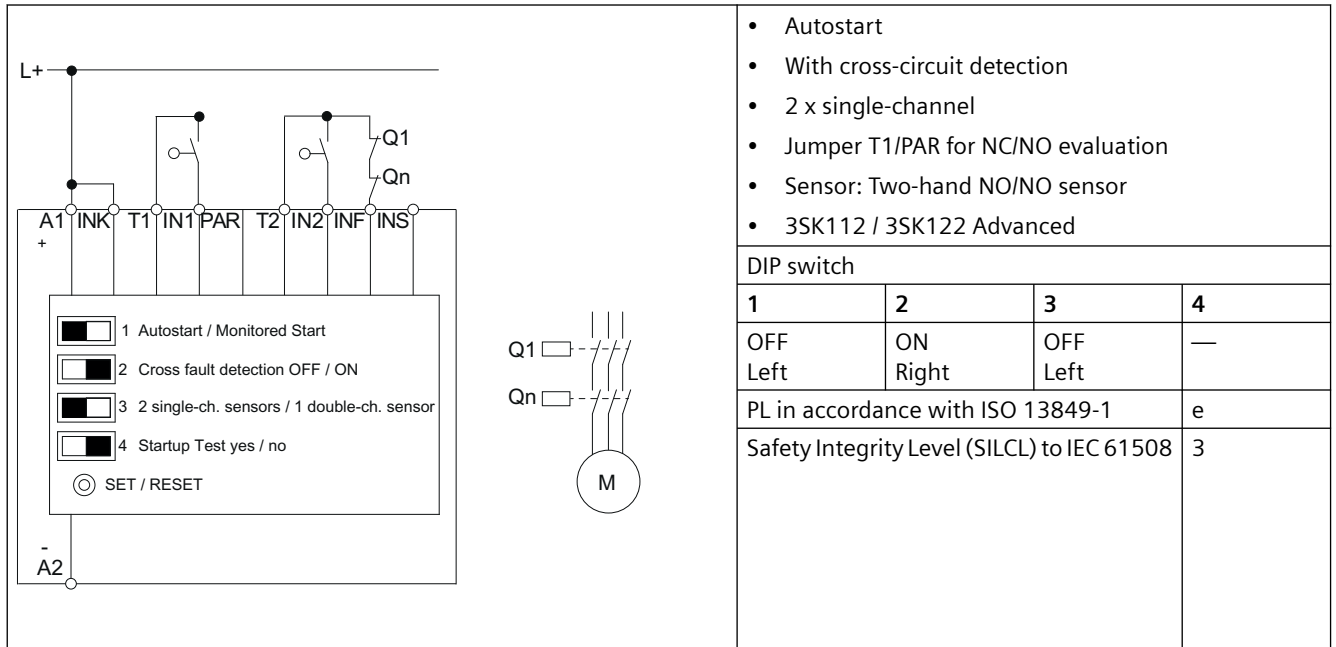 L+
Q1
Qn
A1 INK T1 IN1 PAR T2 IN2 INF INS
+
1 Autostart / Monitored Start
2 Cross fault detection OFF / ON
3 2 single-ch. sensors / 1 double-ch. sensor
4 Startup Test yes / no
SET / RESET
-
A2
Q1
Qn
M
• Autostart
• With cross-circuit detection
• 2 x single-channel
• Jumper T1/PAR for NC/NO evaluation
• Sensor: Two-hand NO/NO sensor
• 3SK112 / 3SK122 Advanced
DIP switch
1 2 3 4
OFF ON OFF —
Left Right Left
PL in accordance with ISO 13849-1 e
Safety Integrity Level (SILCL) to IEC 61508 3